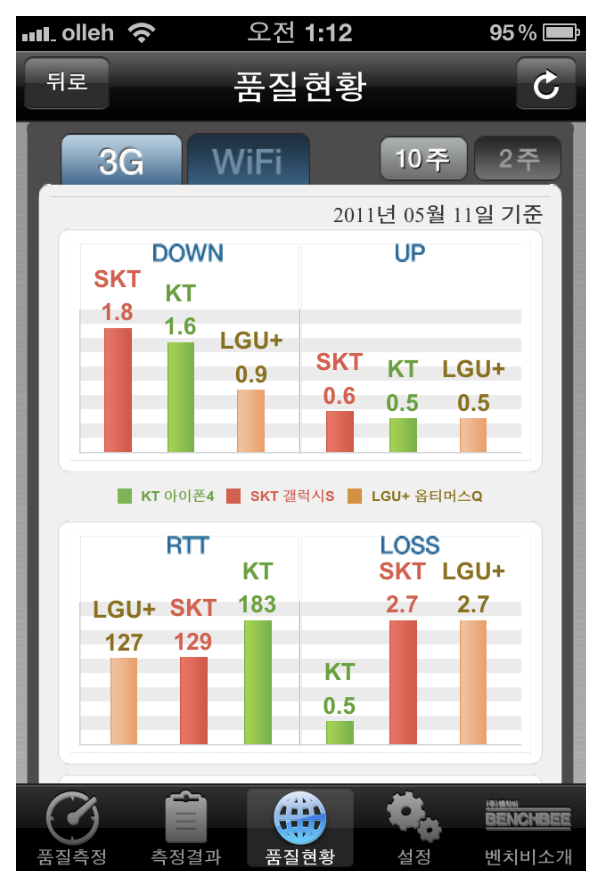 olleh 오전 1:12 95%
뒤로 품질현황
3G WiFi 10주 2주
2011년 05월 11일 기준
DOWN UP
SKT 1.8 KT 1.6 LGU+ 0.9 SKT 0.6 KT 0.5 LGU+ 0.5
KT 아이폰4 SKT 갤럭시S LGU+ 옵티머스Q
RTT LOSS
LGU+ 127 SKT 129 KT 183 KT 0.5 SKT 2.7 LGU+ 2.7
(주)벤치비
BENCHBEE
품질측정 측정결과 품질현황 설정 벤치비소개